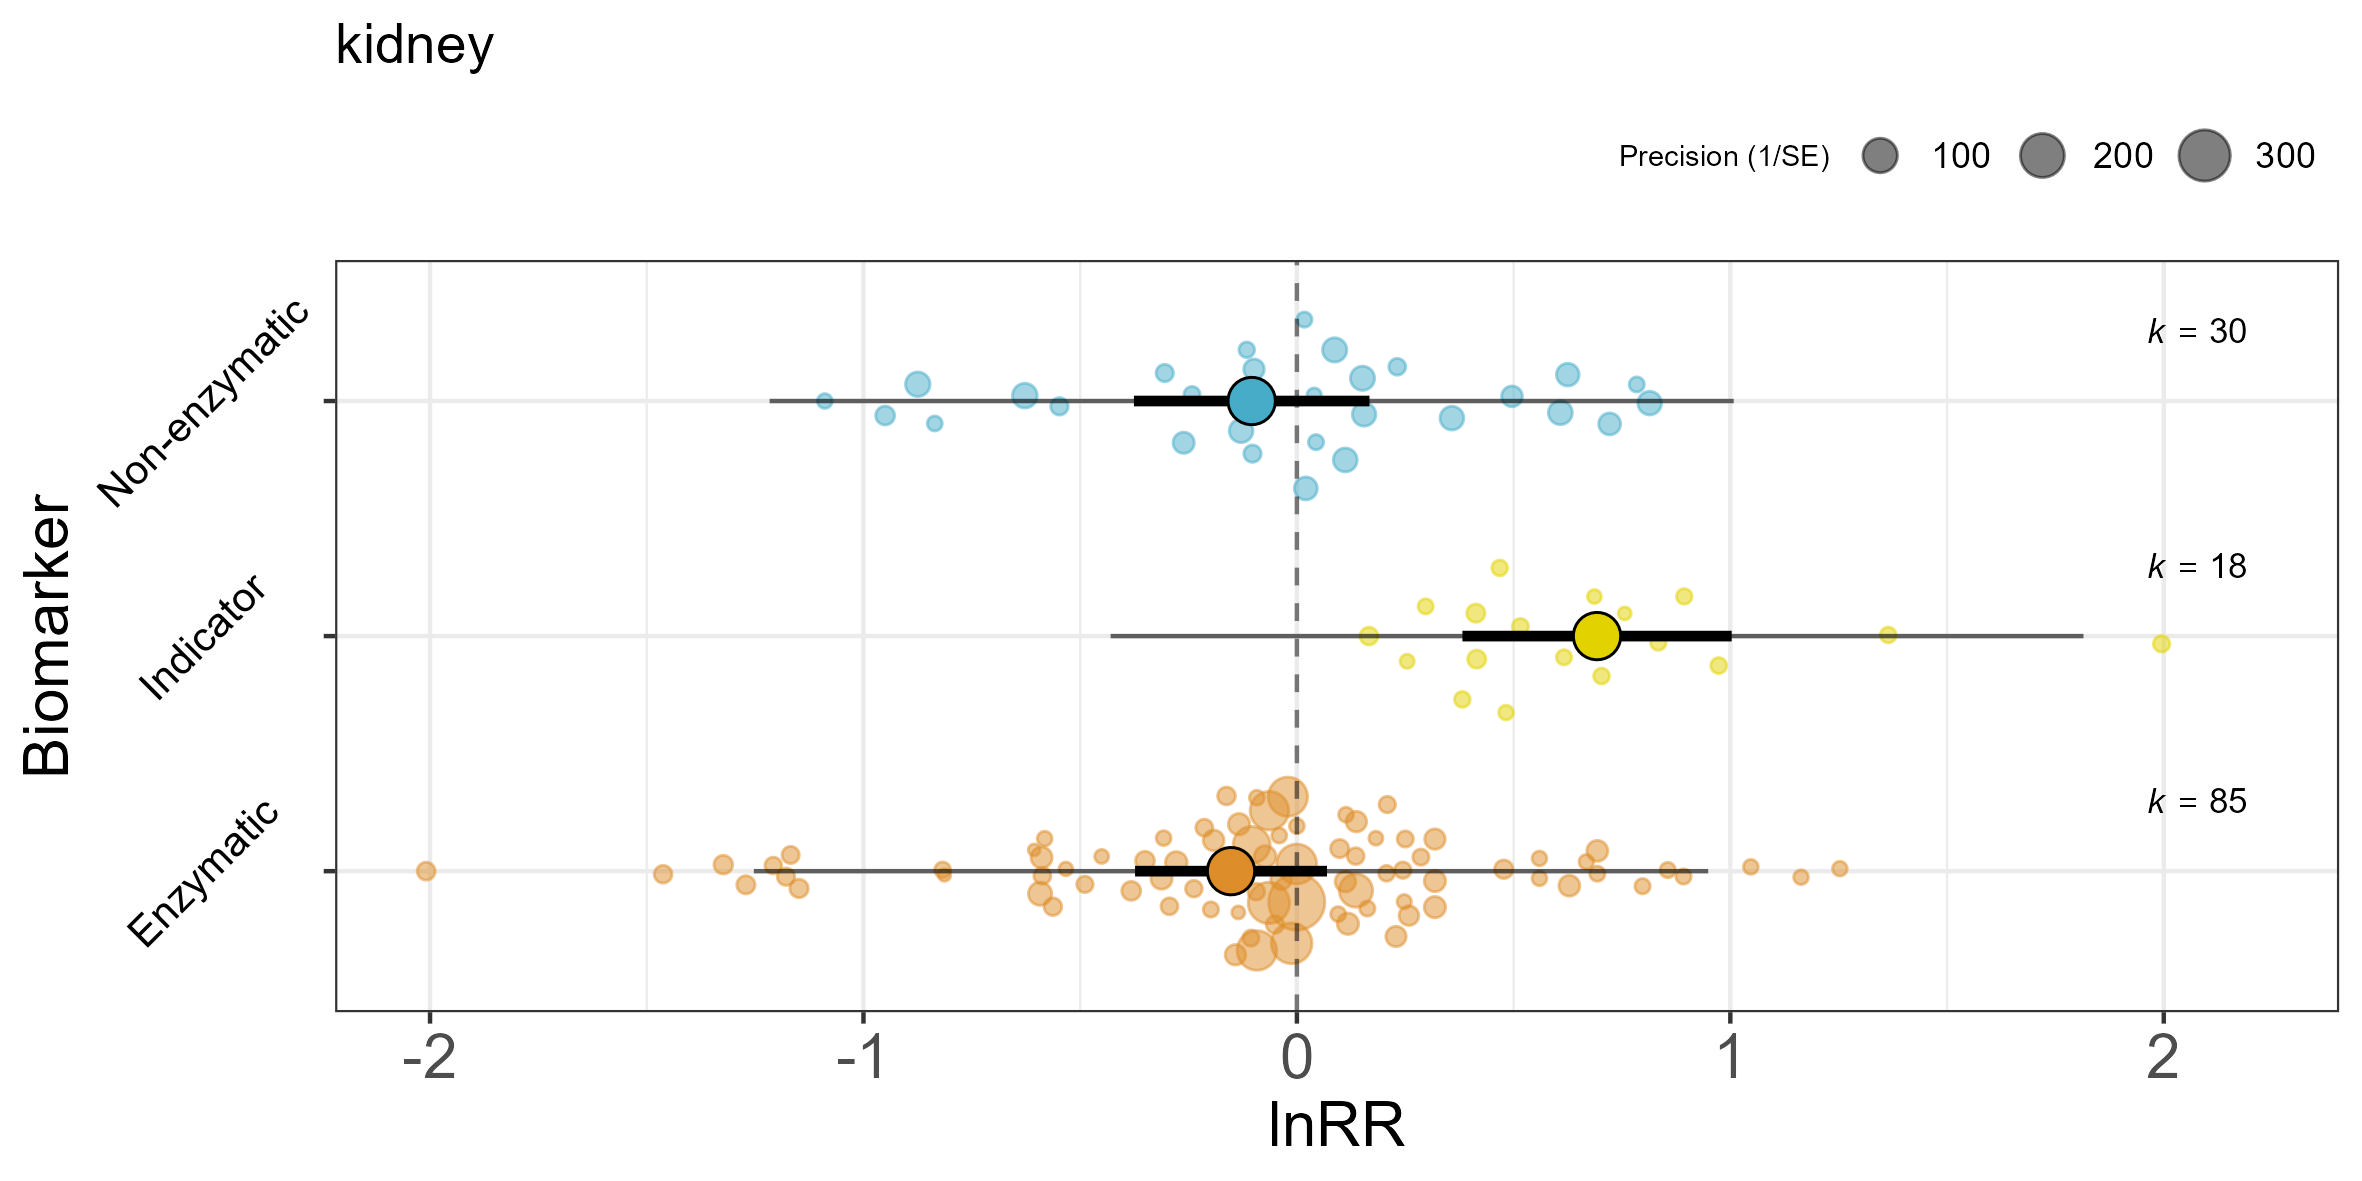 kidney
Precision (1/SE) 100 200 300
Biomarker
Non-enzymatic
k = 30
Indicator
k = 18
Enzymatic
k = 85
-2 -1 0 1 2
lnRR